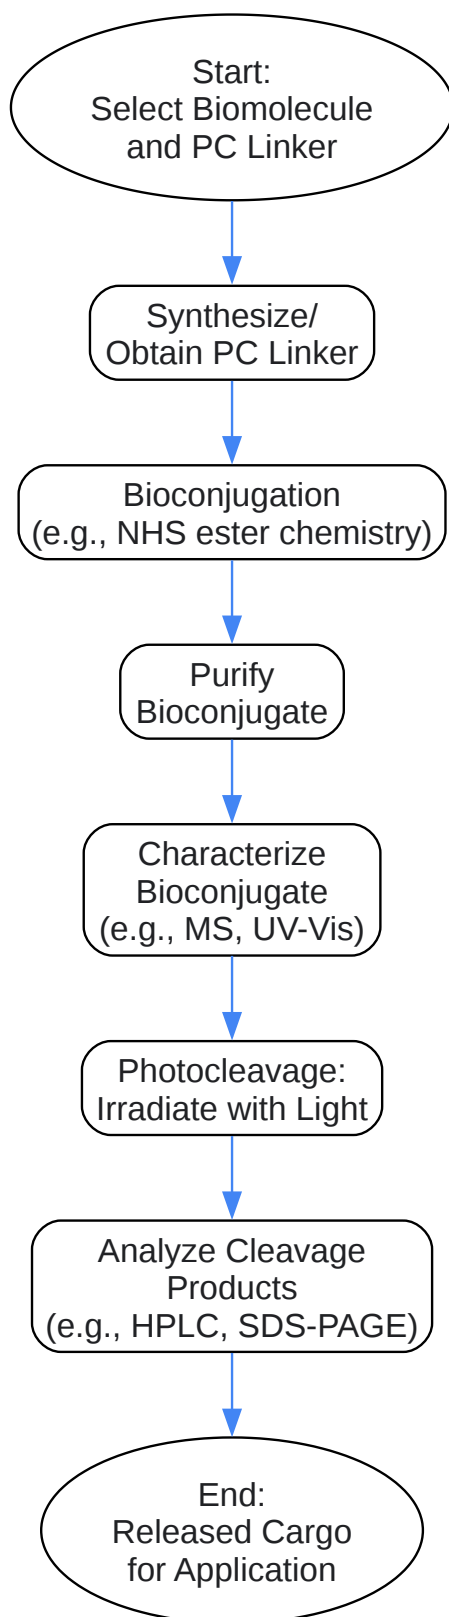 Start:
Select Biomolecule
and PC Linker
Synthesize/
Obtain PC Linker
Bioconjugation
(e.g., NHS ester chemistry)
Purify
Bioconjugate
Characterize
Bioconjugate
(e.g., MS, UV-Vis)
Photocleavage:
Irradiate with Light
Analyze Cleavage
Products
(e.g., HPLC, SDS-PAGE)
End:
Released Cargo
for Application